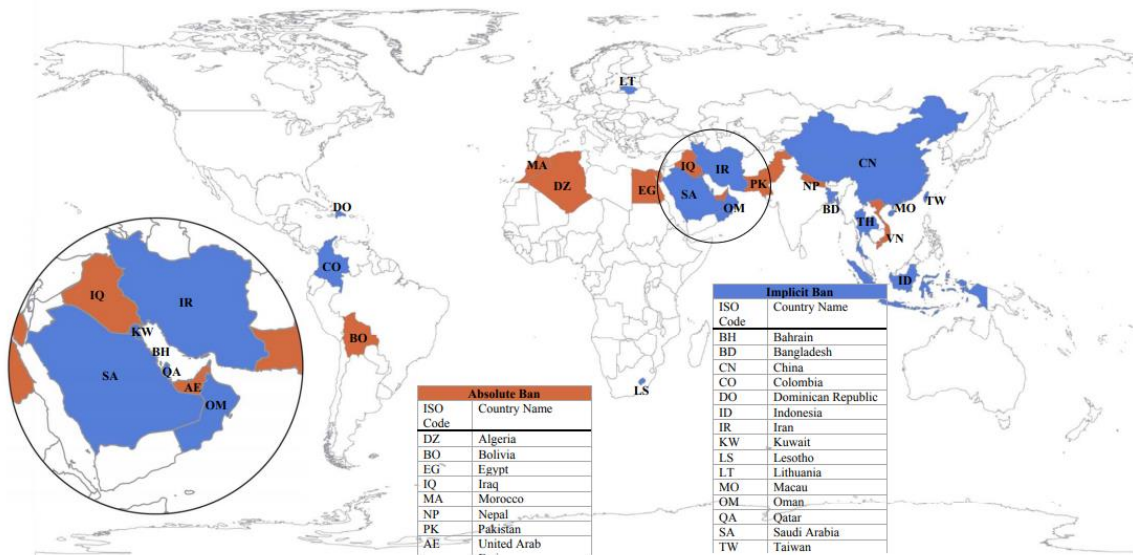 LT
MA
DZ
EG
IQ
IR
SA
OM
PK
NP
CN
BD
MO
TW
TH
VN
ID
DO
CO
BO
LS
IQ
IR
KW
BH
QA
SA
AE
OM
Absolute Ban
ISO Country Name
Code
DZ Algeria
BO Bolivia
EG Egypt
IQ Iraq
MA Morocco
NP Nepal
PK Pakistan
AE United Arab
Implicit Ban
ISO Country Name
Code
BH Bahrain
BD Bangladesh
CN China
CO Colombia
DO Dominican Republic
ID Indonesia
IR Iran
KW Kuwait
LS Lesotho
LT Lithuania
MO Macau
OM Oman
QA Qatar
SA Saudi Arabia
TW Taiwan